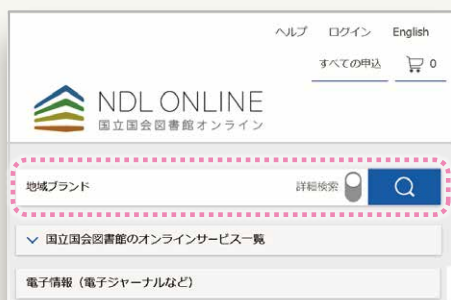 ヘルプ ログイン English
すべての申込 0
NDL ONLINE
国立国会図書館オンライン
地域ブランド 詳細検索
国立国会図書館のオンラインサービス一覧
電子情報（電子ジャーナルなど）